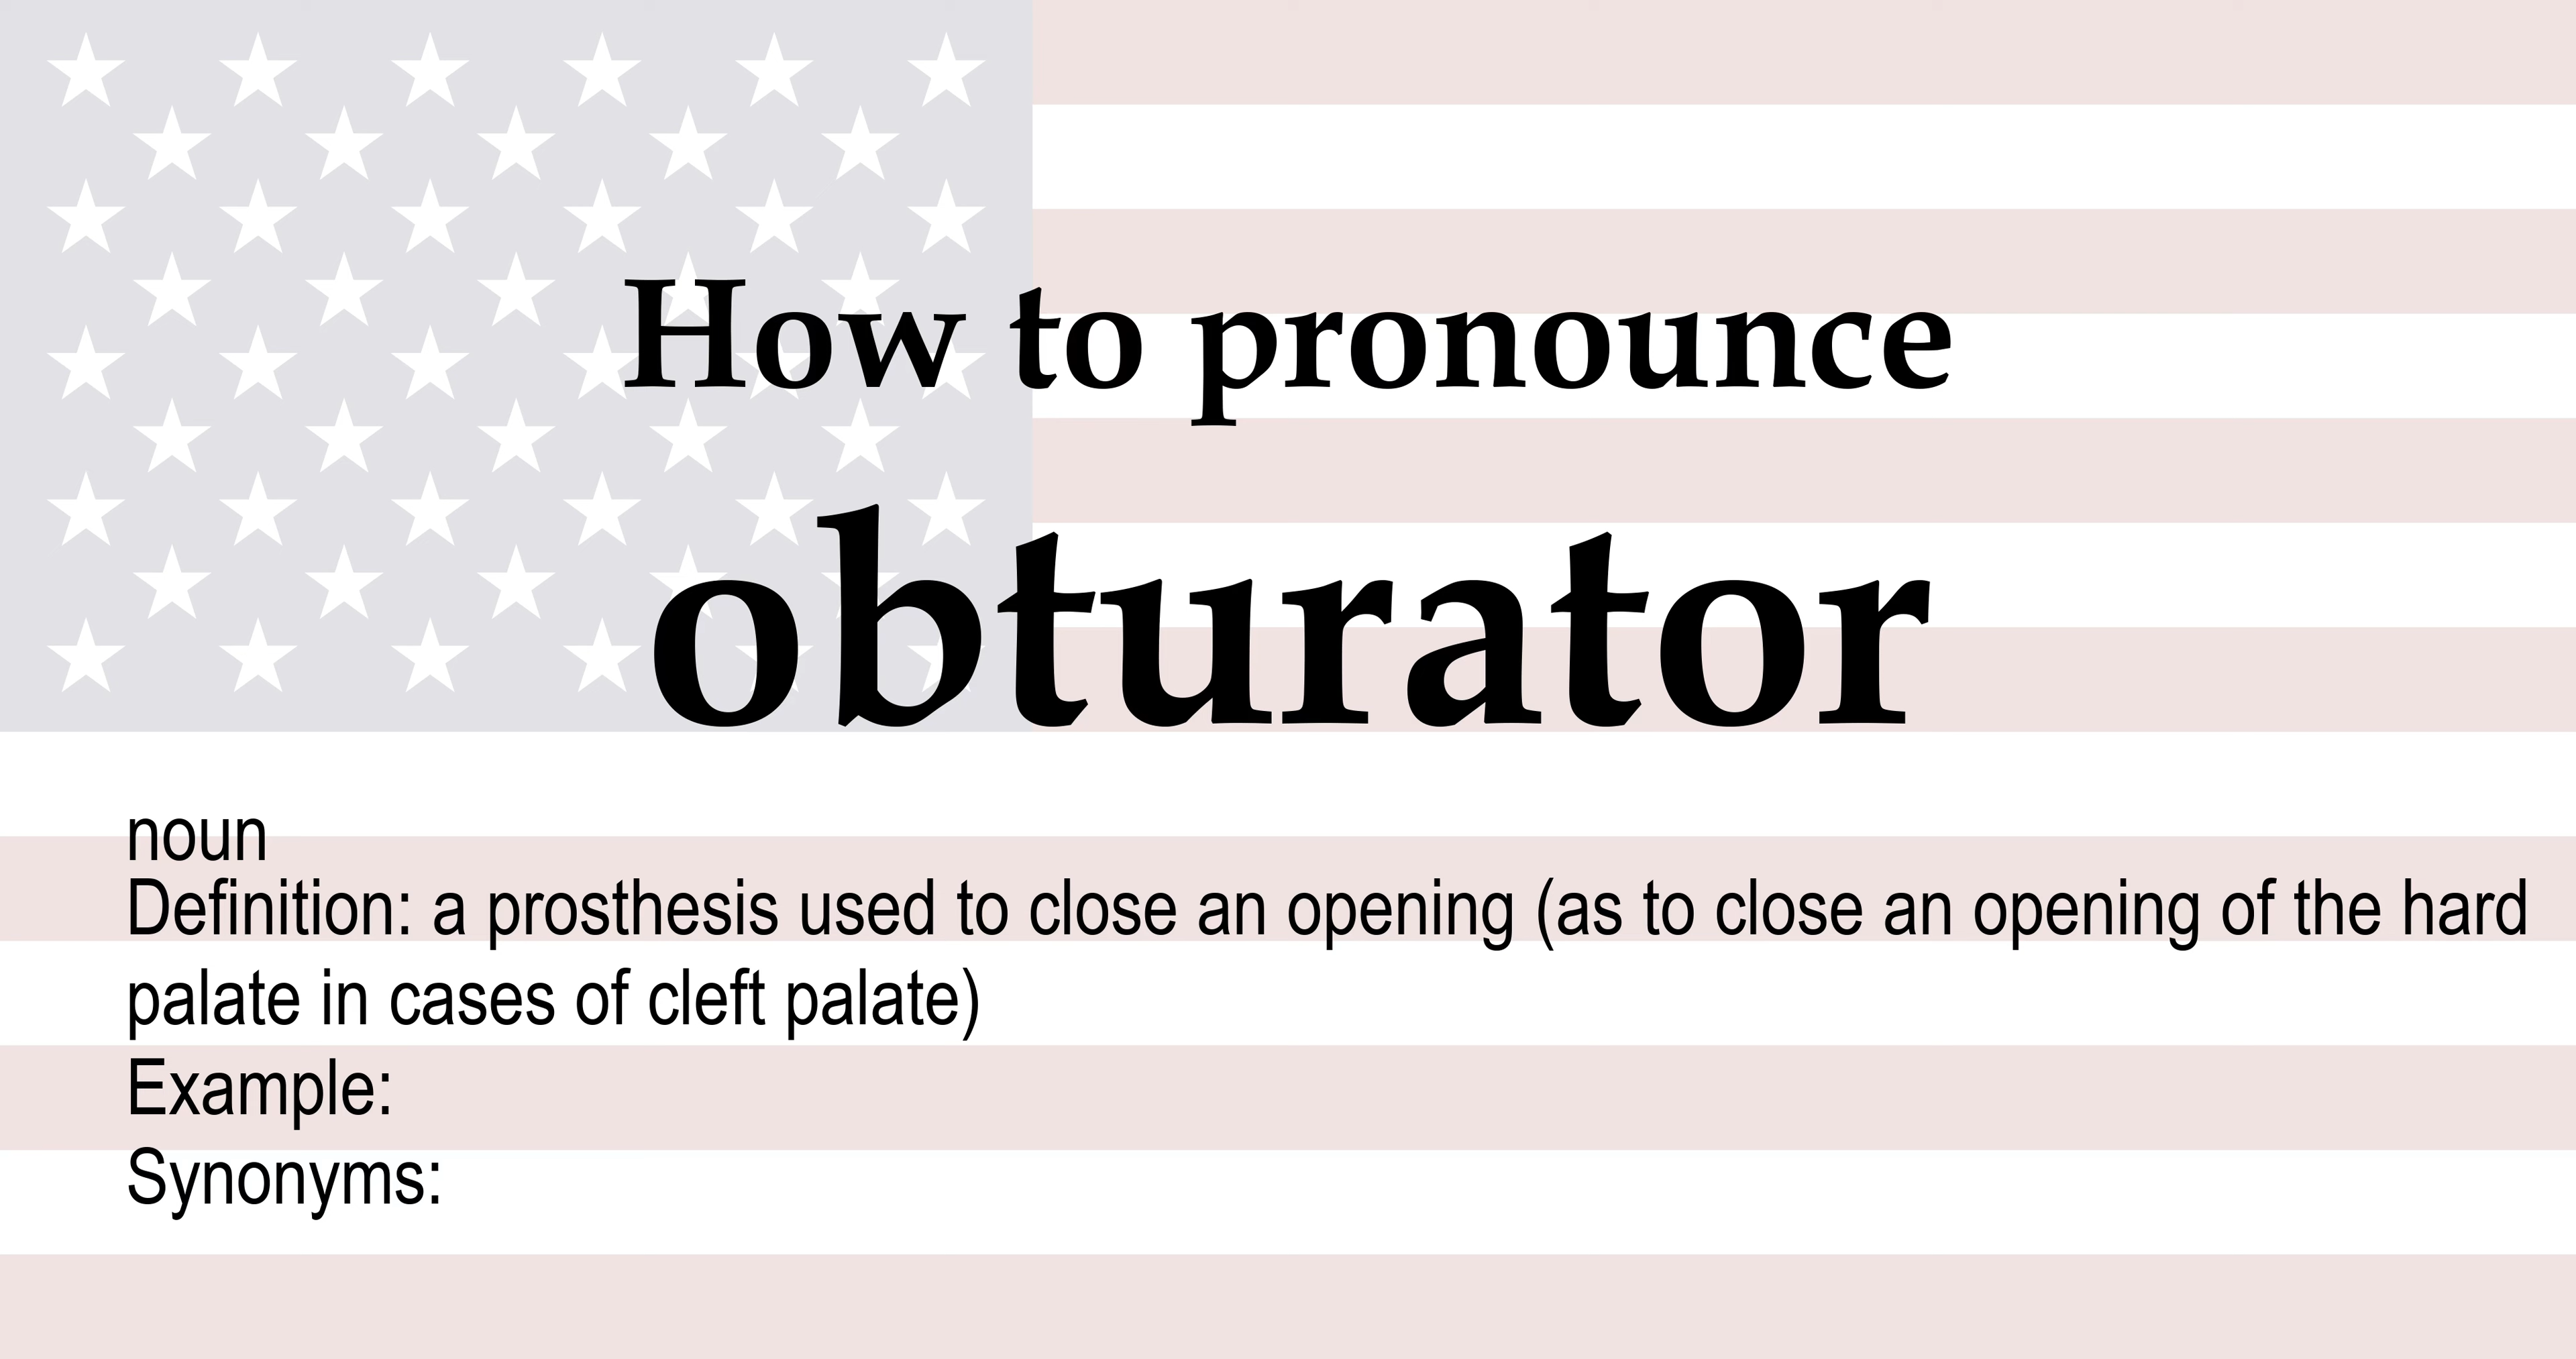 How to pronounce
obturator
noun
Definition: a prosthesis used to close an opening (as to close an opening of the hard
palate in cases of cleft palate)
Example:
Synonyms: